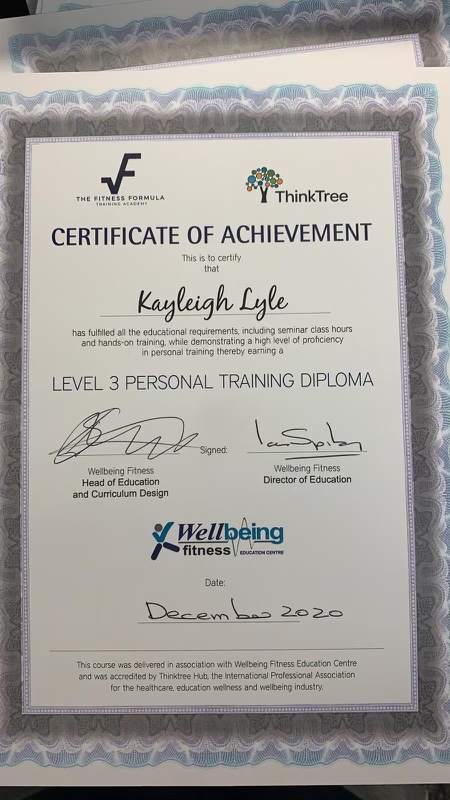 THE FITNESS FORMULA
TRAINING ACADEMY
ThinkTree
CERTIFICATE OF ACHIEVEMENT
This is to certify
that
Kayleigh Lyle
has fulfilled all the educational requirements, including seminar class hours
and hands-on training, while demonstrating a high level of proficiency
in personal training thereby earning a
LEVEL 3 PERSONAL TRAINING DIPLOMA
Signed:
Ian Spiby
Wellbeing Fitness
Head of Education
and Curriculum Design
Wellbeing Fitness
Director of Education
Wellbeing
fitness EDUCATION CENTRE
Date:
December 2020
This course was delivered in association with Wellbeing Fitness Education Centre
and was accredited by Thinktree Hub, the International Professional Association
for the healthcare, education wellness and wellbeing industry.